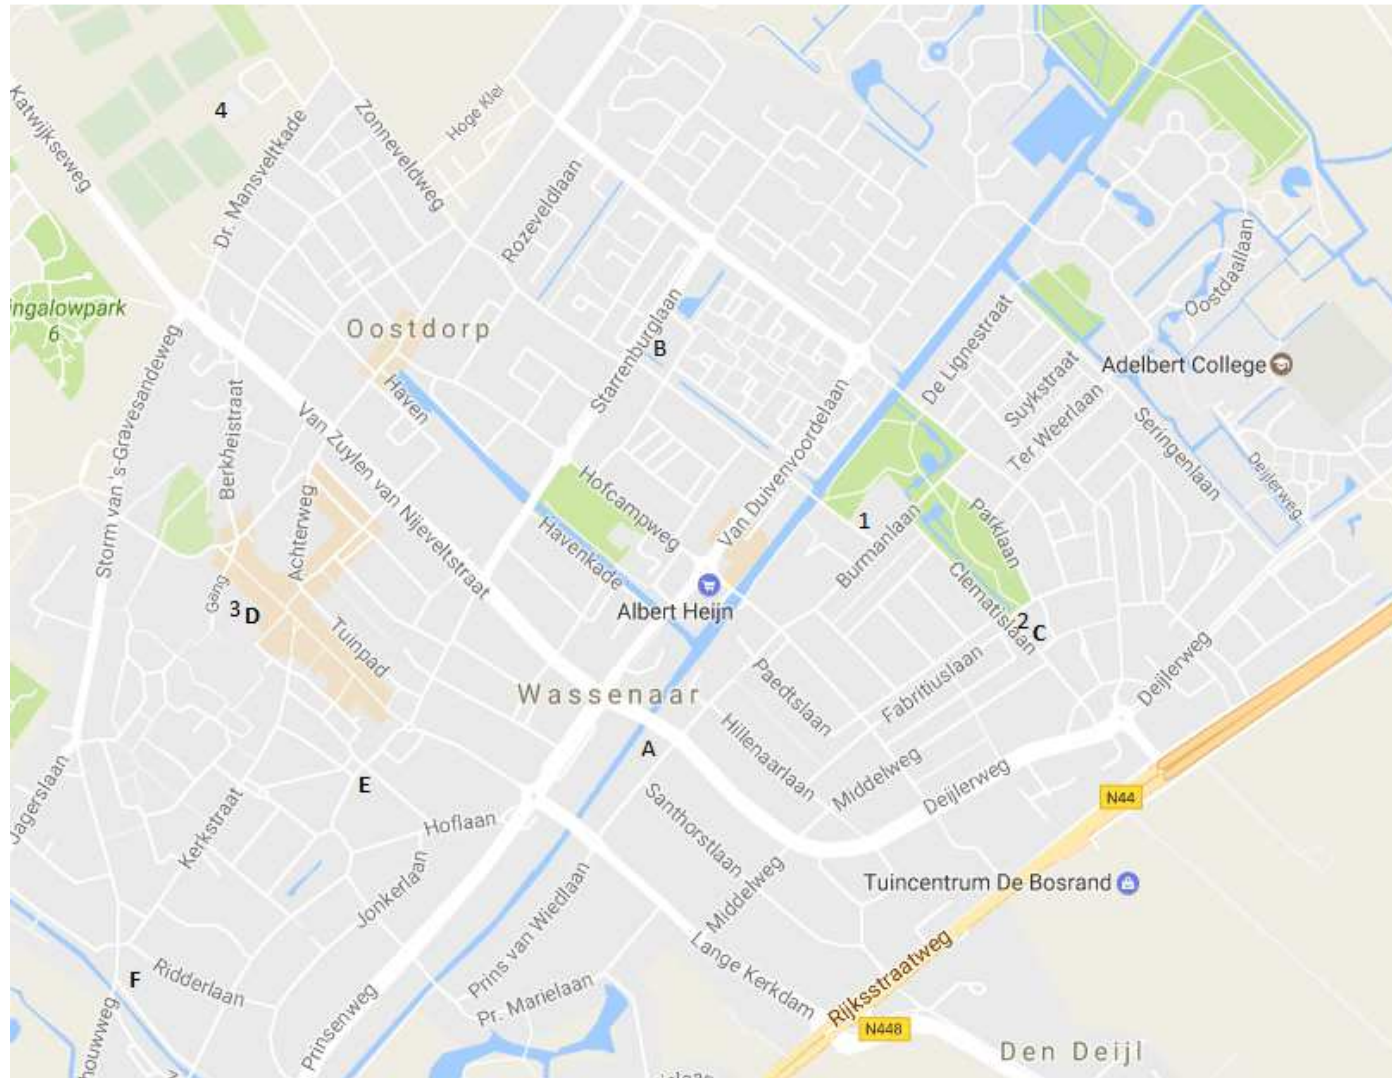 4
Katwijkseweg
Dr. Mansveltkade
Zonneveldweg
Hoge Klei
Rozeveldlaan
ingalowpark
6
Oostdorp
Haven
Starrenburglaan
B
De Lignestraat
Oostdaallaan
Adelbert College
Suykstraat
Ter Weerlaan
Seringenlaan
Deijlerweg
Storm van 's-Gravesandeweg
Berkheistraat
Van Zuylen van Nijeveltstraat
Van Duivenvoordelaan
Achterweg
Hofcampweg
Havenkade
1
Burmanlaan
Parklaan
Clematislaan
Gang
3
D
Tuinpad
Albert Heijn
2
C
Wassenaar
Paedtslaan
Fabritiuslaan
Deijlerweg
A
Hillenaarlaan
Middelweg
Deijlerweg
N44
E
Jagerslaan
Kerkstraat
Hoflaan
Jonkerlaan
Santhorstlaan
Middelweg
Tuincentrum De Bosrand
F
Ridderlaan
Prinsenweg
Prins van Wiedlaan
Pr. Marielaan
Lange Kerkdam
Rijksstraatweg
N448
Den Deijl
houwweg